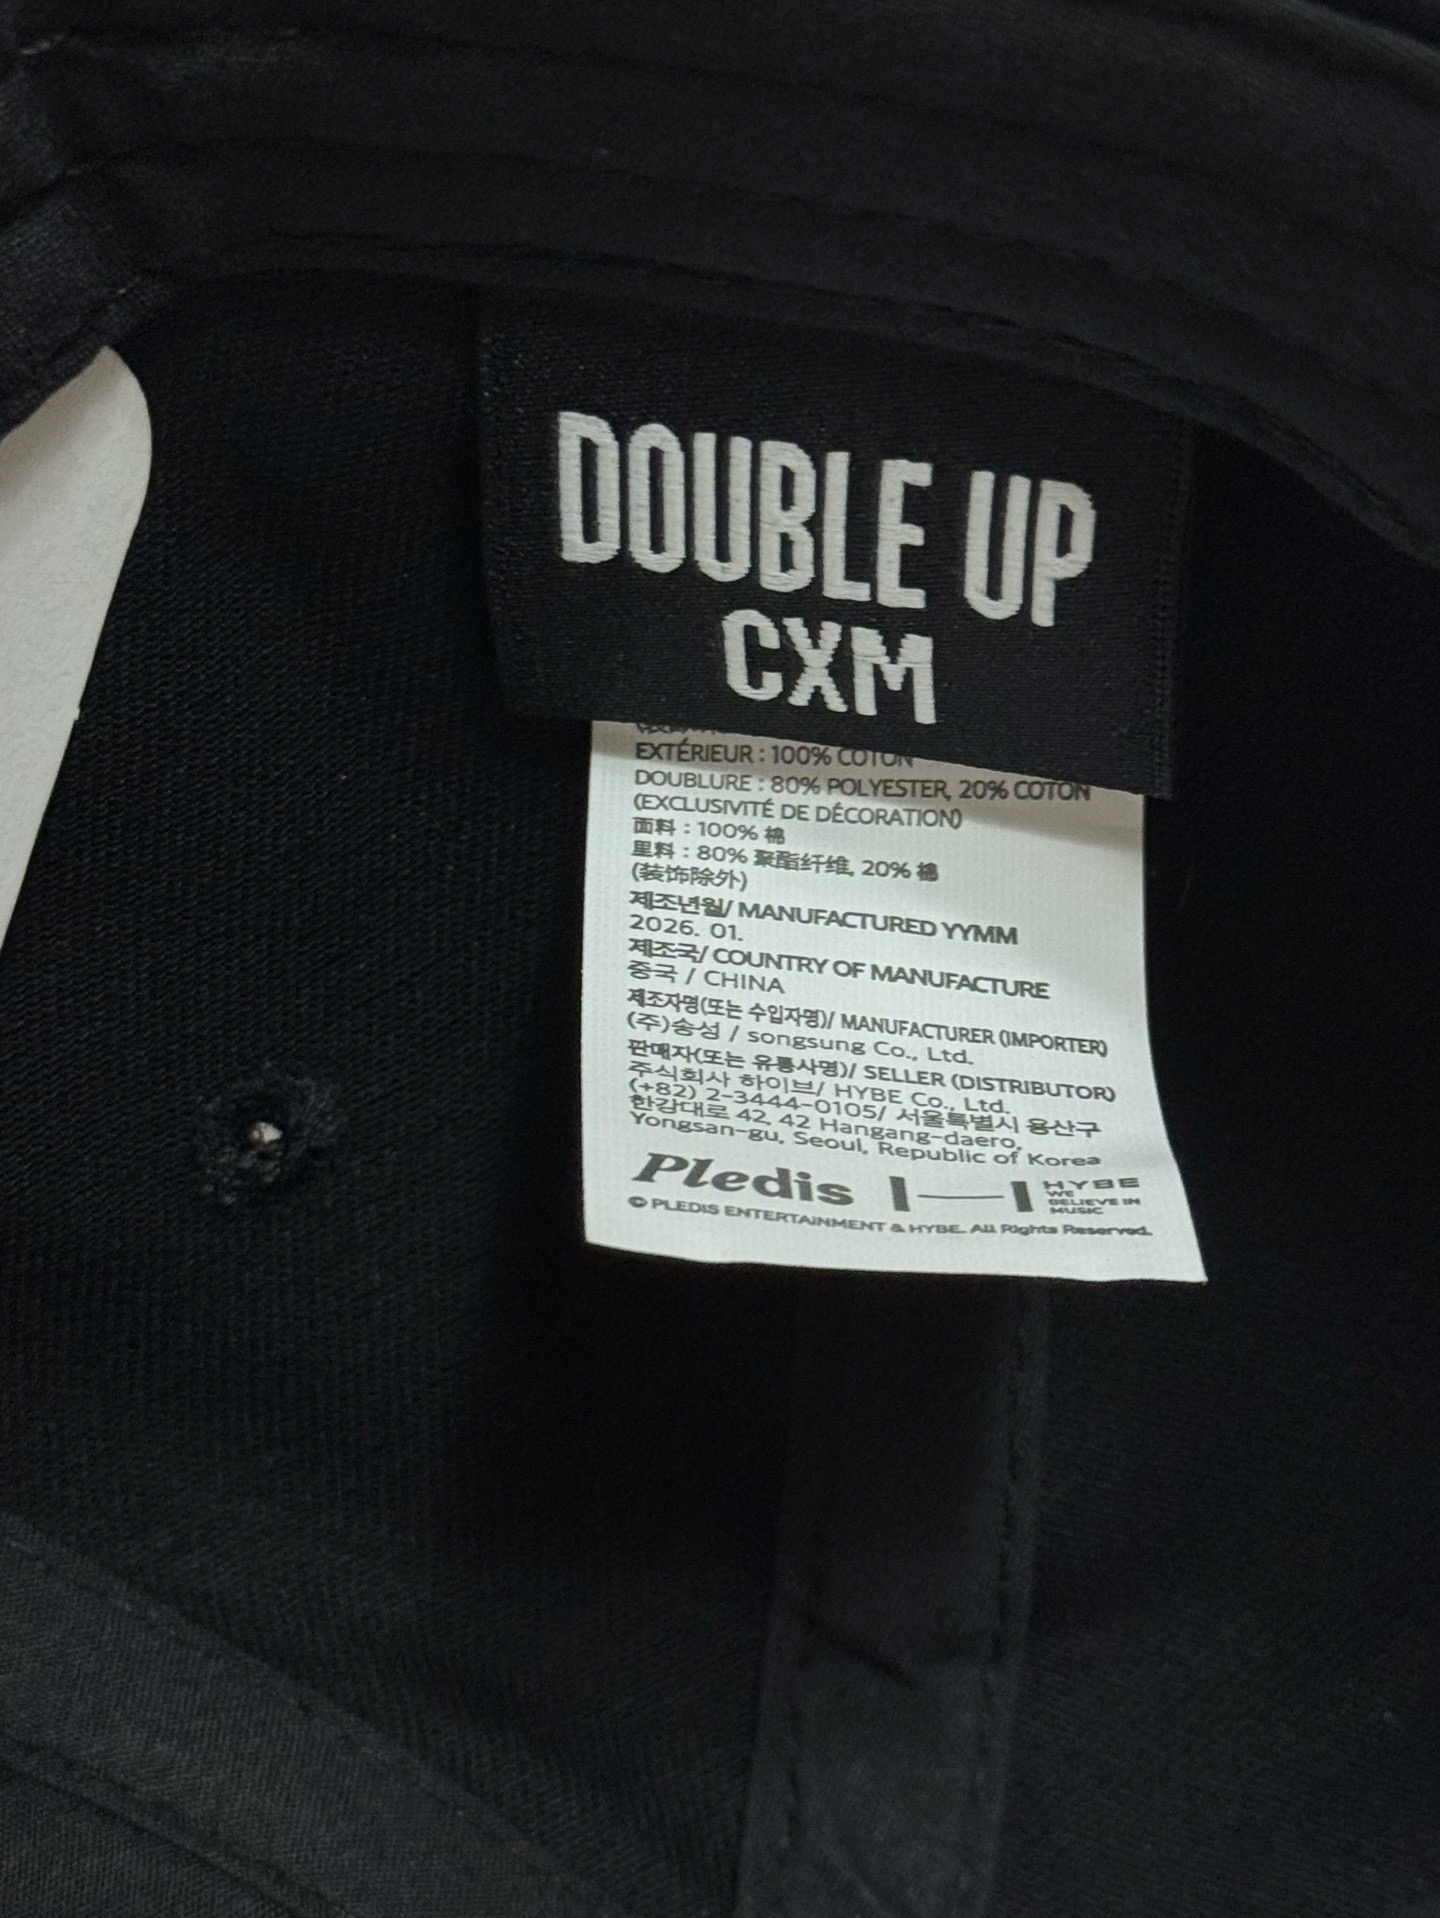 DOUBLE UP
CXM
EXTÉRIEUR : 100% COTON
DOUBLURE : 80% POLYESTER, 20% COTON
(EXCLUSIVITÉ DE DÉCORATION)
面料 : 100% 棉
里料 : 80% 聚酯纤维, 20% 棉
(装饰除外)
제조년월/ MANUFACTURED YYMM
2026. 01.
제조국/ COUNTRY OF MANUFACTURE
중국 / CHINA
제조자명(또는 수입자명)/ MANUFACTURER (IMPORTER)
(주)송성 / songsung Co., Ltd.
판매자(또는 유통사명)/ SELLER (DISTRIBUTOR)
주식회사 하이브/ HYBE Co., Ltd.
(+82) 2-3444-0105/ 서울특별시 용산구
한강대로 42, 42 Hangang-daero,
Yongsan-gu, Seoul, Republic of Korea
Pledis
HYBE
WE
BELIEVE IN
MUSIC
© PLEDIS ENTERTAINMENT & HYBE. All Rights Reserved.